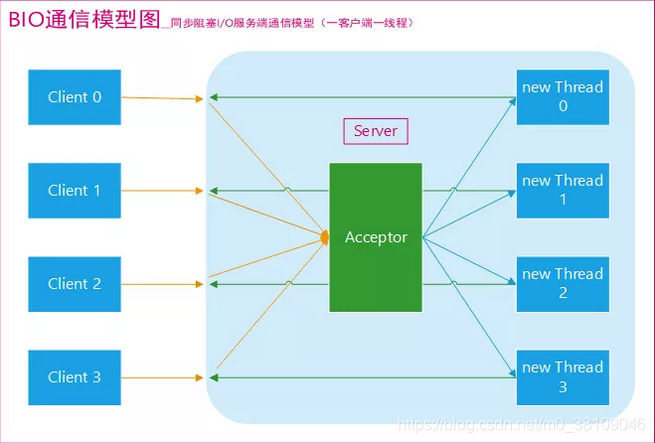 BIO通信模型图_同步阻塞I/O服务端通信模型（一客户端一线程）
Client 0
new Thread
0
Server
Client 1
new Thread
1
Acceptor
Client 2
new Thread
2
Client 3
new Thread
3
https://blog.csdn.net/m0_38109046